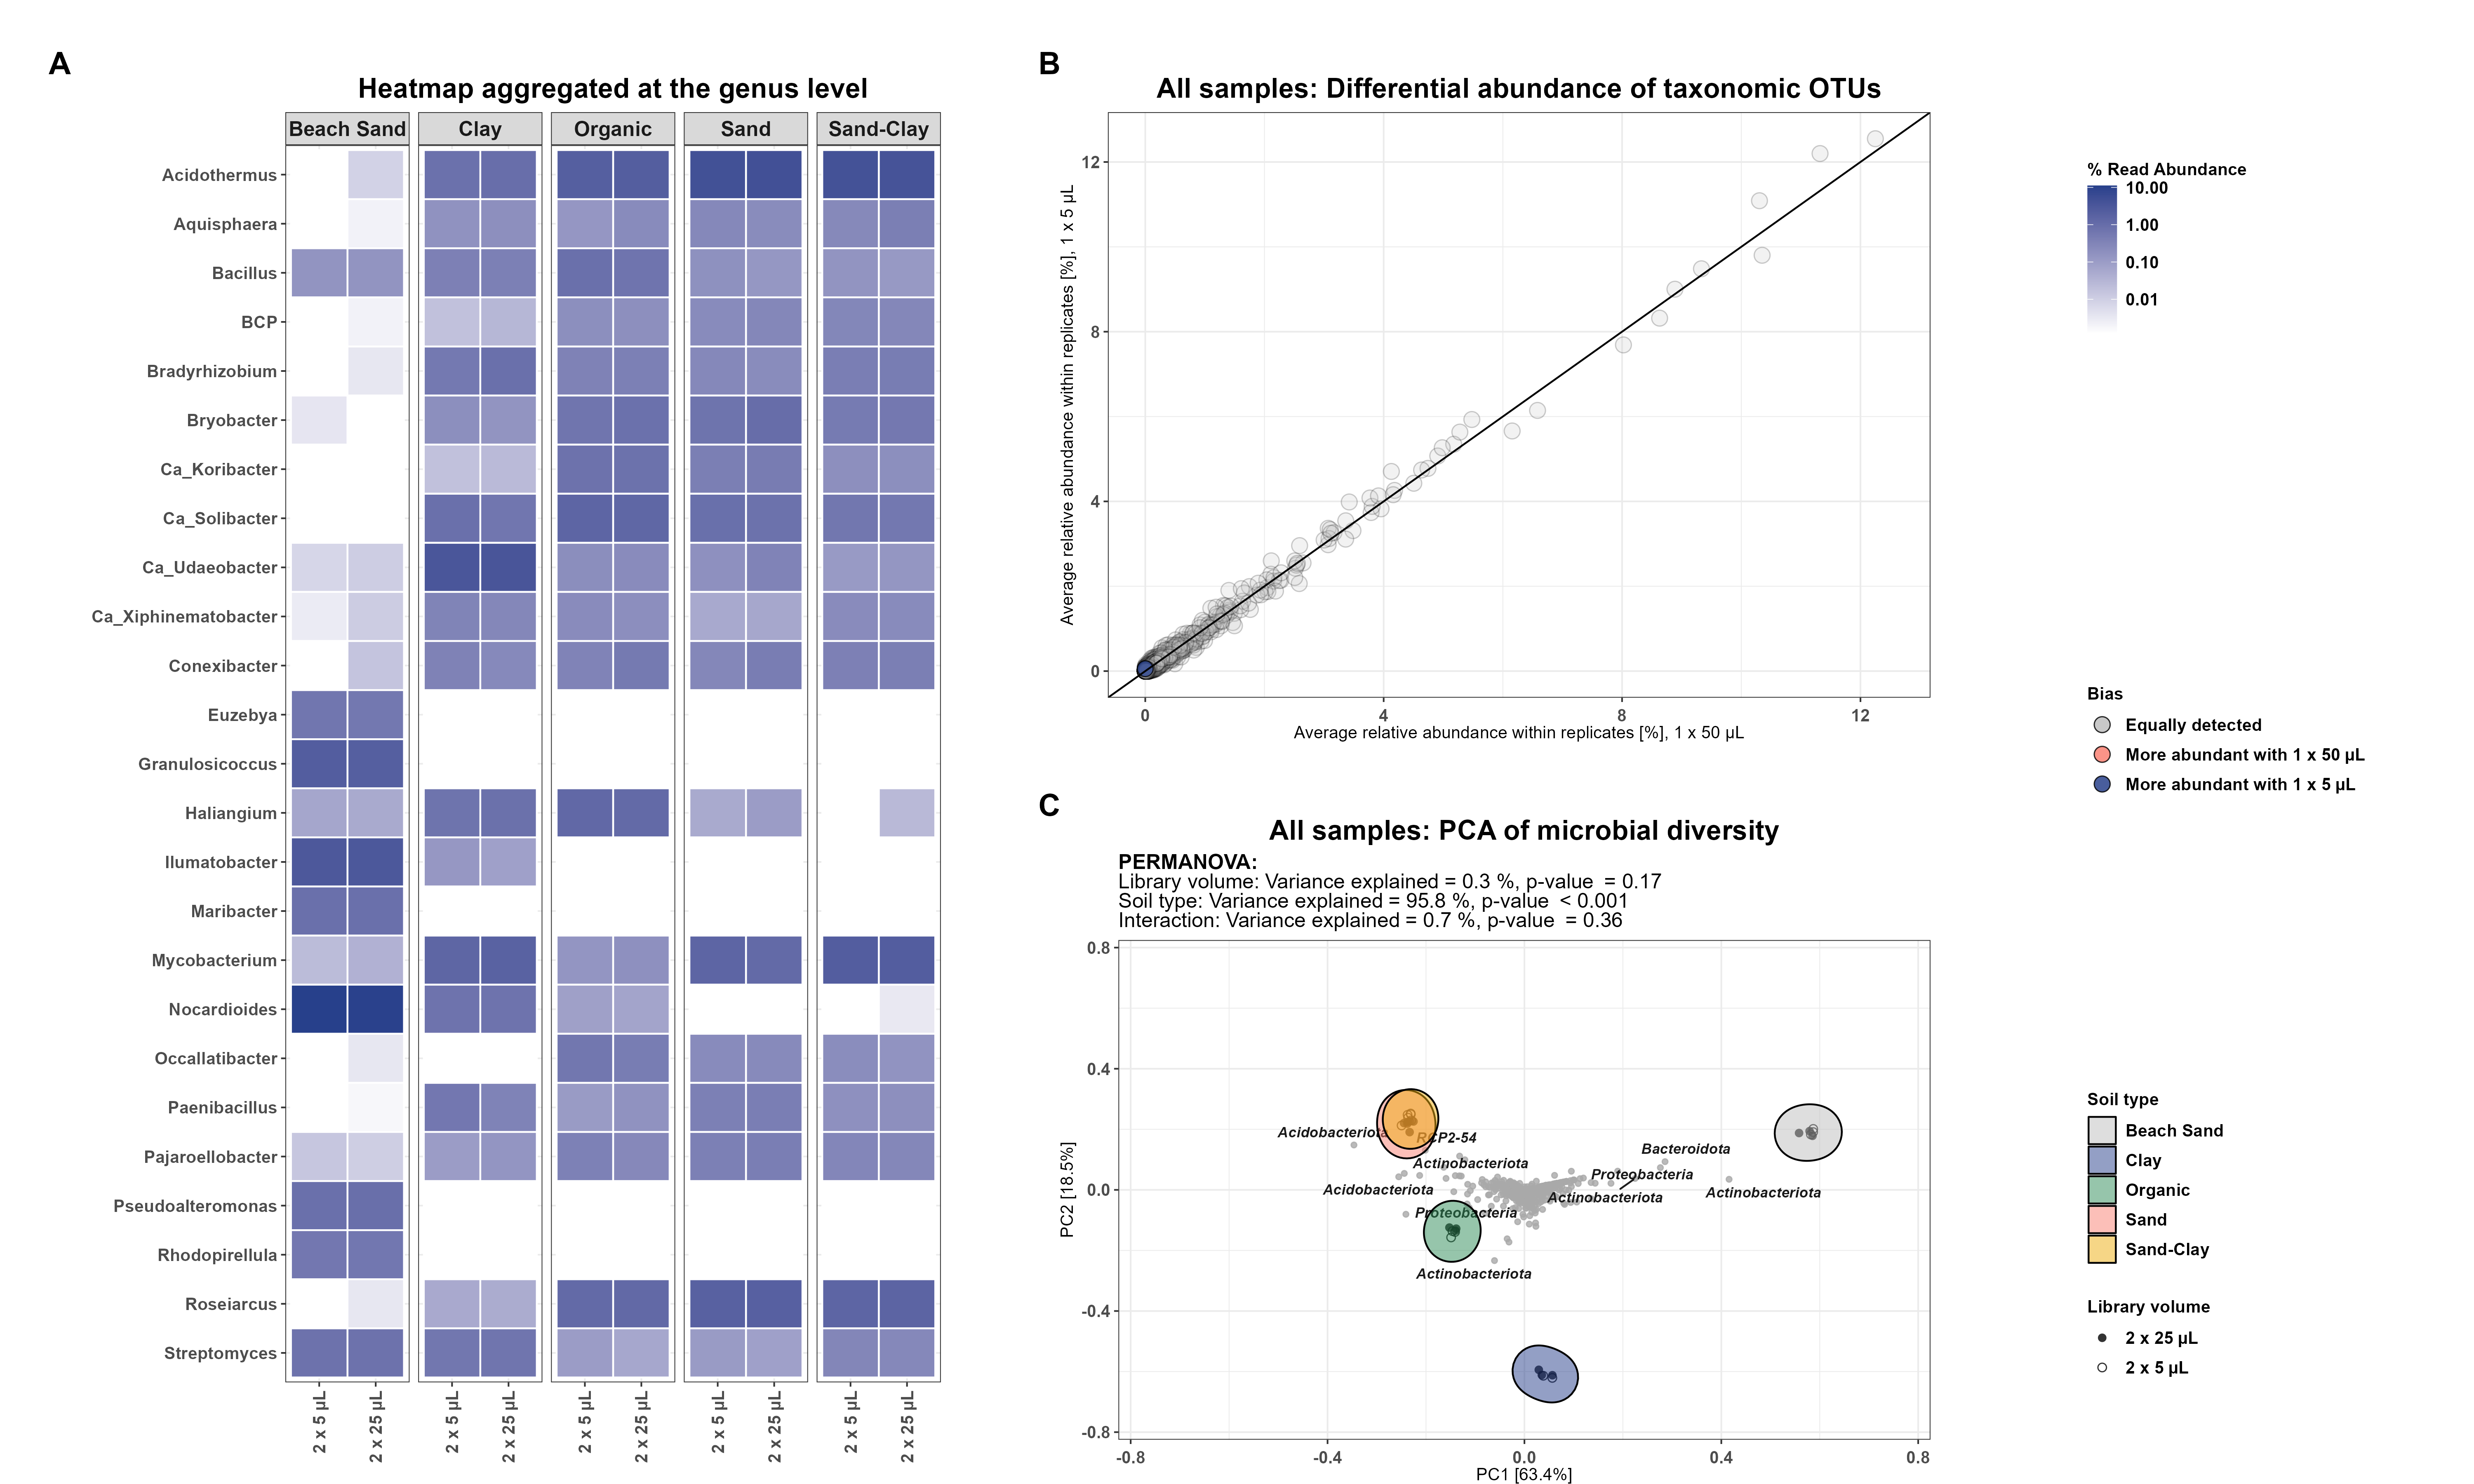 A
Heatmap aggregated at the genus level
Beach Sand
Clay
Organic
Sand
Sand-Clay
Acidothermus
Aquisphaera
Bacillus
BCP
Bradyrhizobium
Bryobacter
Ca_Koribacter
Ca_Solibacter
Ca_Udaeobacter
Ca_Xiphinematobacter
Conexibacter
Euzebya
Granulosicoccus
Haliangium
Ilumatobacter
Maribacter
Mycobacterium
Nocardioides
Occallatibacter
Paenibacillus
Pajaroellobacter
Pseudoalteromonas
Rhodopirellula
Roseiarcus
Streptomyces
2 x 5 µL
2 x 25 µL
2 x 5 µL
2 x 25 µL
2 x 5 µL
2 x 25 µL
2 x 5 µL
2 x 25 µL
2 x 5 µL
2 x 25 µL
B
All samples: Differential abundance of taxonomic OTUs
Average relative abundance within replicates [%], 1 x 5 µL
12
8
4
0
0
4
8
12
Average relative abundance within replicates [%], 1 x 50 µL
% Read Abundance
10.00
1.00
0.10
0.01
Bias
Equally detected
More abundant with 1 x 50 µL
More abundant with 1 x 5 µL
C
All samples: PCA of microbial diversity
PERMANOVA:
Library volume: Variance explained = 0.3 %, p-value  = 0.17
Soil type: Variance explained = 95.8 %, p-value  < 0.001
Interaction: Variance explained = 0.7 %, p-value  = 0.36
PC2 [18.5%]
0.8
0.4
0.0
-0.4
-0.8
Acidobacteriota
RCP2-54
Bacteroidota
Actinobacteriota
Proteobacteria
Acidobacteriota
Actinobacteriota
Actinobacteriota
Proteobacteria
Actinobacteriota
-0.8
-0.4
0.0
0.4
0.8
PC1 [63.4%]
Soil type
Beach Sand
Clay
Organic
Sand
Sand-Clay
Library volume
2 x 25 µL
2 x 5 µL